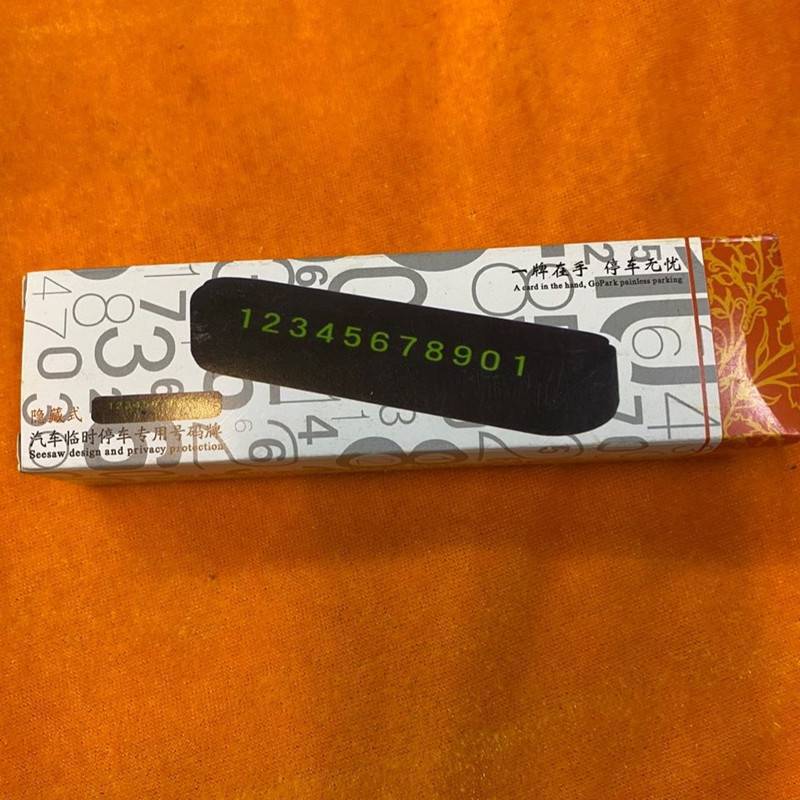 一牌在手 停车无忧
A card in the hand, GoPark painless parking
12345678901
隐藏式
汽车临时停车专用号码牌
Seesaw design and privacy protection